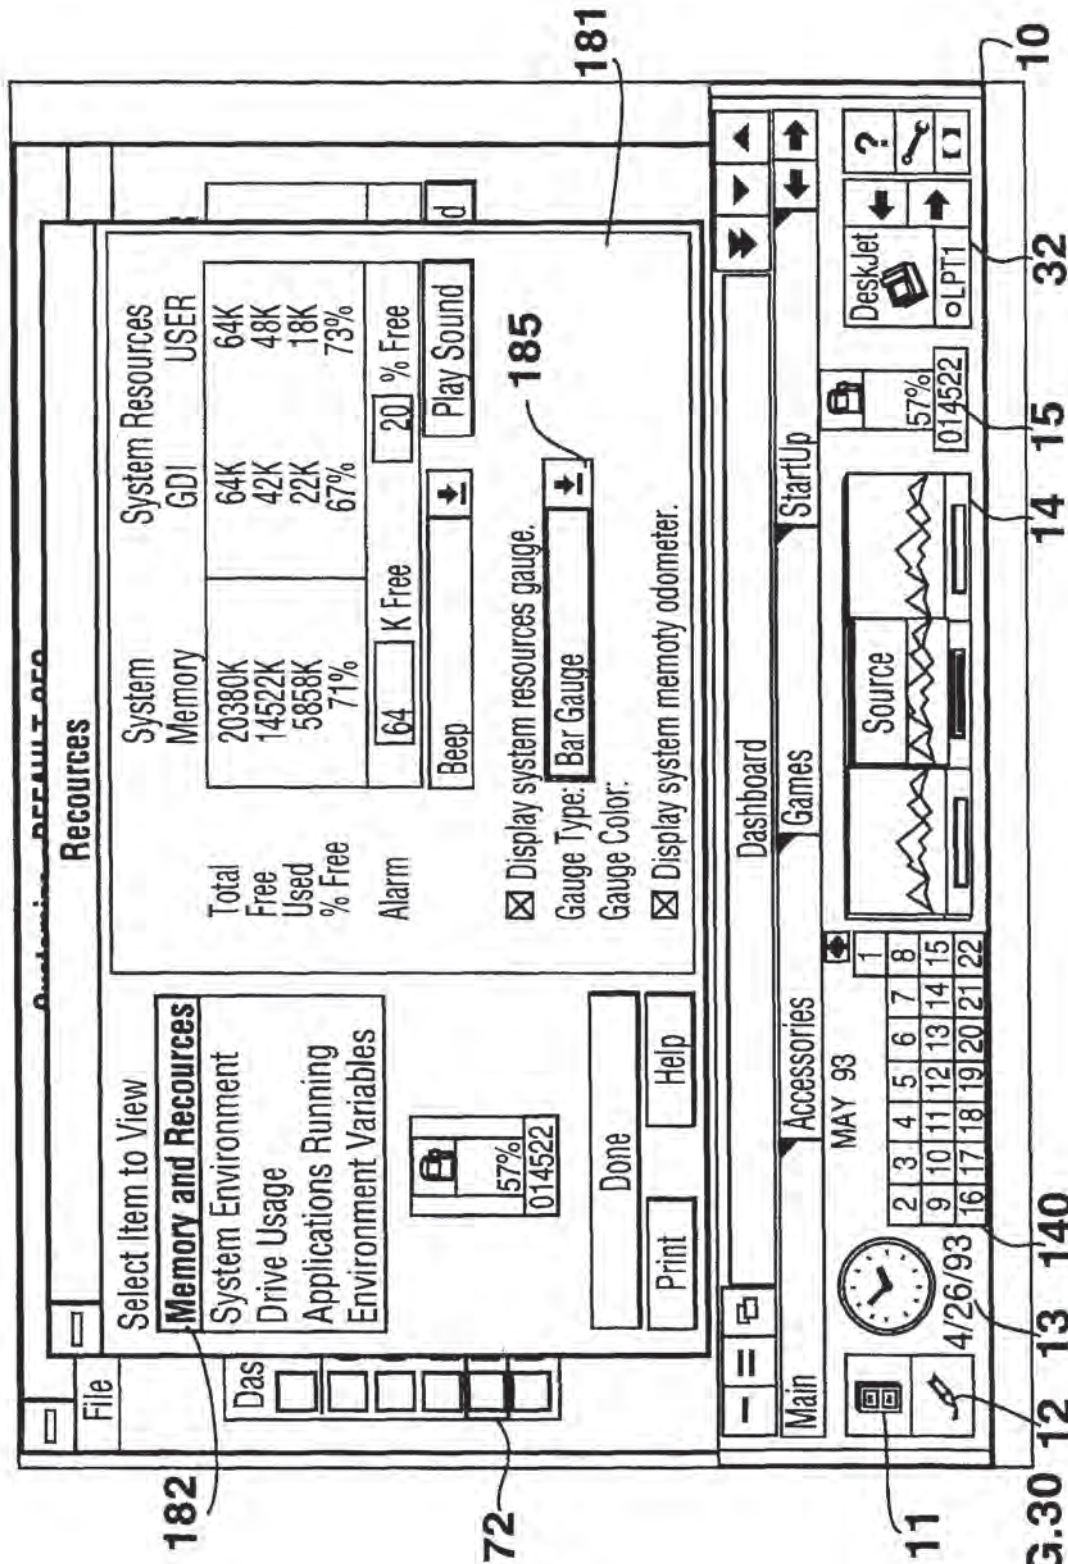 File
Recources
Select Item to View
Memory and Recources
System Environment
Drive Usage
Applications Running
Environment Variables
57%
014522
Done
Print
Help
System Memory
System Resources
GDI
USER
Total 20380K 64K 64K
Free 14522K 42K 48K
Used 5858K 22K 18K
% Free 71% 67% 73%
Alarm 64 K Free 20 % Free
Beep
Play Sound
Display system resources gauge.
Gauge Type: Bar Gauge
Gauge Color:
Display system memoty odometer.
Das
d
182
72
181
185
Dashboard
Main
Accessories
Games
StartUp
4/26/93
MAY 93
1
2 3 4 5 6 7 8
9 10 11 12 13 14 15
16 17 18 19 20 21 22
Source
57%
014522
DeskJet
LPT1
?
11
12
13
140
14
15
32
10
G.30